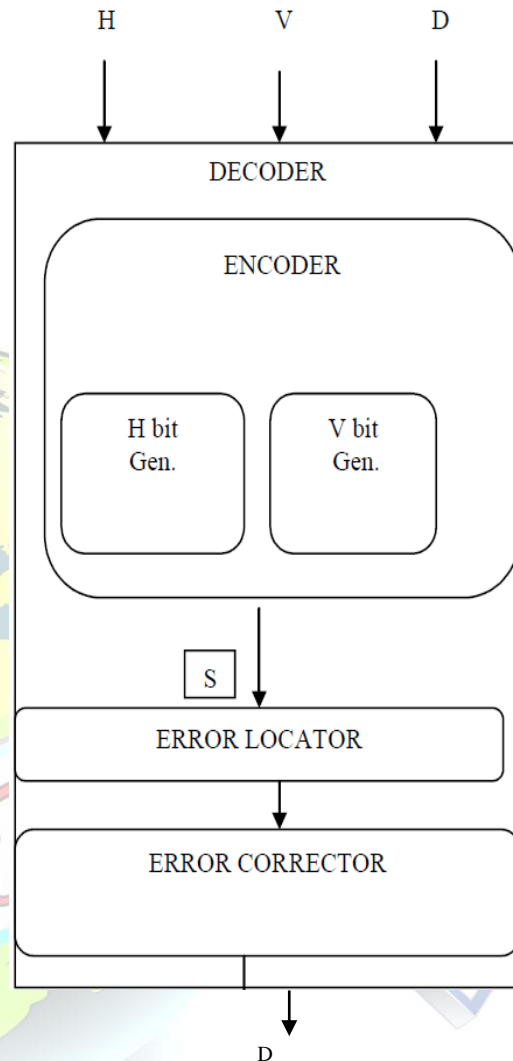 H V D
DECODER
ENCODER
H bit V bit
Gen. Gen.
S
ERROR LOCATOR
ERROR CORRECTOR
D